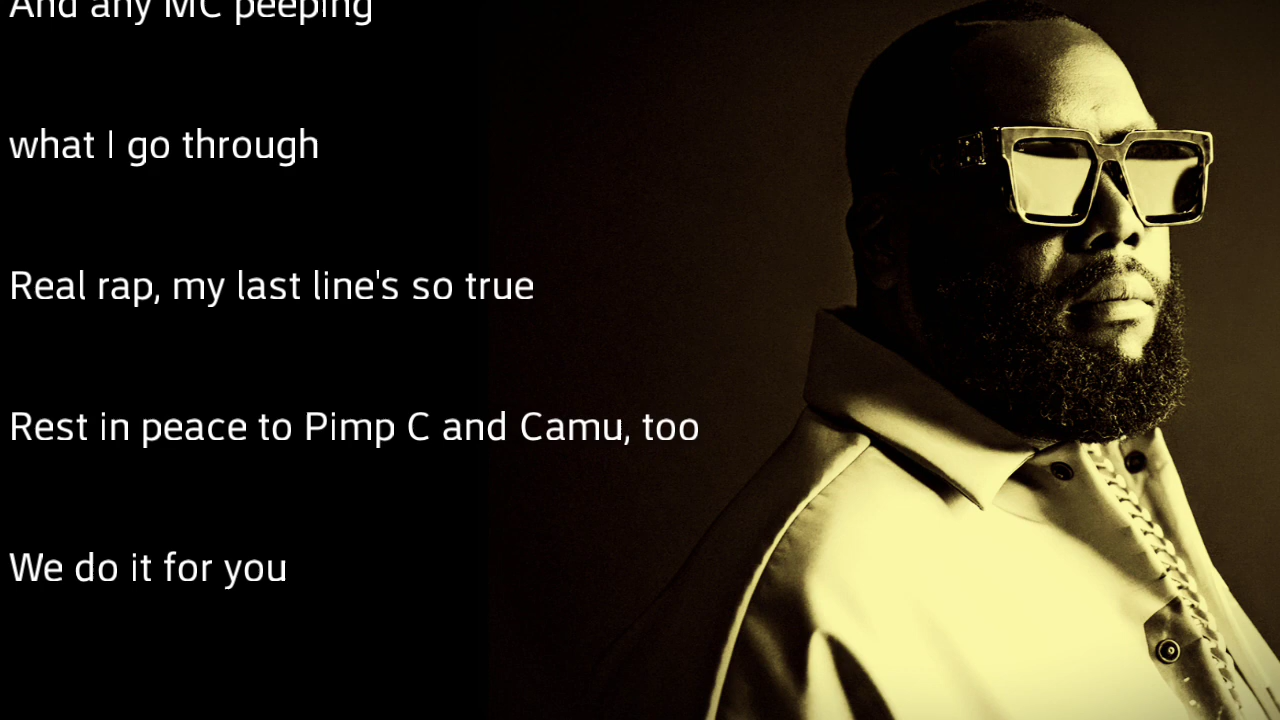 And any MC peeping
what I go through
Real rap, my last line's so true
Rest in peace to Pimp C and Camu, too
We do it for you